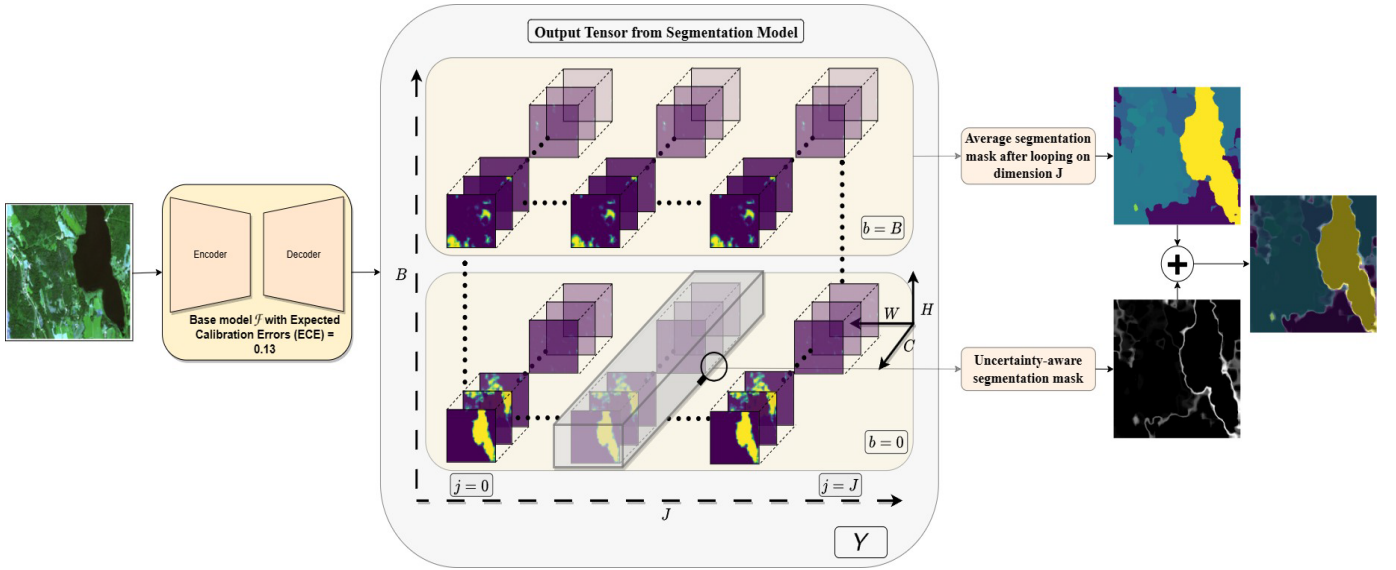 Output Tensor from Segmentation Model
Encoder
Decoder
Base model ℱ with Expected
Calibration Errors (ECE) =
0.13
B
b = B
b = 0
W
H
C
j = 0
j = J
J
Y
Average segmentation
mask after looping on
dimension J
Uncertainty-aware
segmentation mask
+